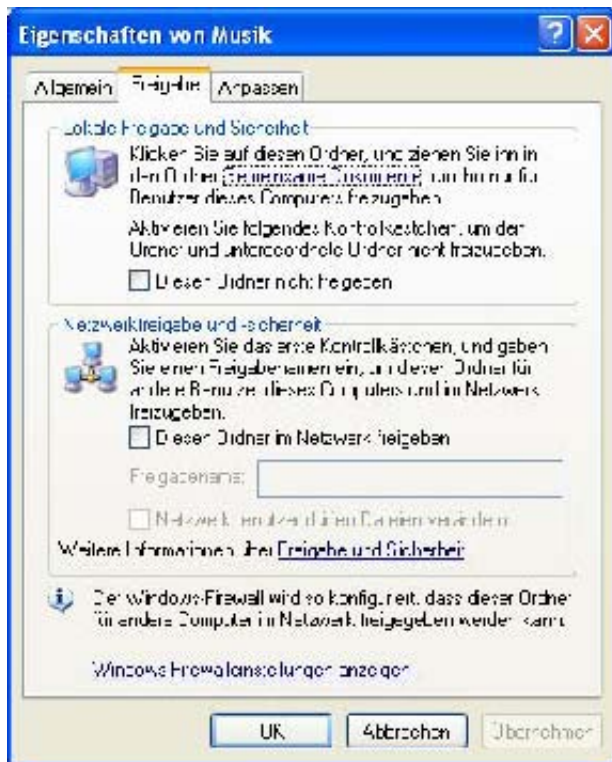 Eigenschaften von Musik
Allgemein Freigabe Anpassen
Lokale Freigabe und Sicherheit
Klicken Sie auf diesen Ordner, und ziehen Sie ihn in
den Ordner Gemeinsame Dokumente, um ihn nur für
Benutzer dieses Computers freizugeben.
Aktivieren Sie folgendes Kontrollkästchen, um den
Ordner und untergeordnete Ordner nicht freizugeben.
Diesen Ordner nicht freigeben
Netzwerkfreigabe und -sicherheit
Aktivieren Sie das erste Kontrollkästchen, und geben
Sie einen Freigabenamen ein, um diesen Ordner für
andere Benutzer dieses Computers und im Netzwerk
freizugeben.
Diesen Ordner im Netzwerk freigeben
Freigabename:
Netzwerkbenutzer dürfen Dateien verändern
Weitere Informationen über Freigabe und Sicherheit
Der Windows-Firewall wird so konfiguriert, dass dieser Ordner
für andere Computer im Netzwerk freigegeben werden kann.
Windows-Firewalleinstellungen anzeigen
OK Abbrechen Übernehmen